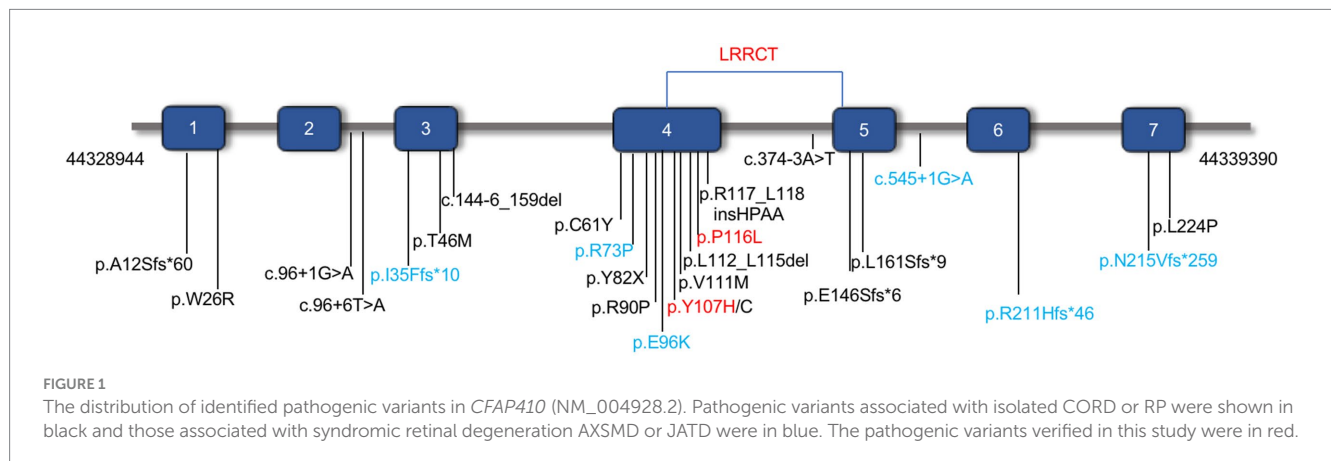 LRRCT
1
2
3
4
5
6
7
44328944
44339390
c.374-3A>T
c.545+1G>A
c.144-6_159del
p.R117_L118
insHPAA
p.C61Y
p.L224P
p.T46M
p.P116L
p.R73P
p.A12Sfs*60
p.L161Sfs*9
p.N215Vfs*259
c.96+1G>A
p.I35Ffs*10
p.Y82X
p.L112_L115del
p.V111M
p.W26R
p.E146Sfs*6
c.96+6T>A
p.R90P
p.Y107H/C
p.R211Hfs*46
p.E96K
FIGURE 1
The distribution of identified pathogenic variants in CFAP410 (NM_004928.2). Pathogenic variants associated with isolated CORD or RP were shown in
black and those associated with syndromic retinal degeneration AXSMD or JATD were in blue. The pathogenic variants verified in this study were in red.